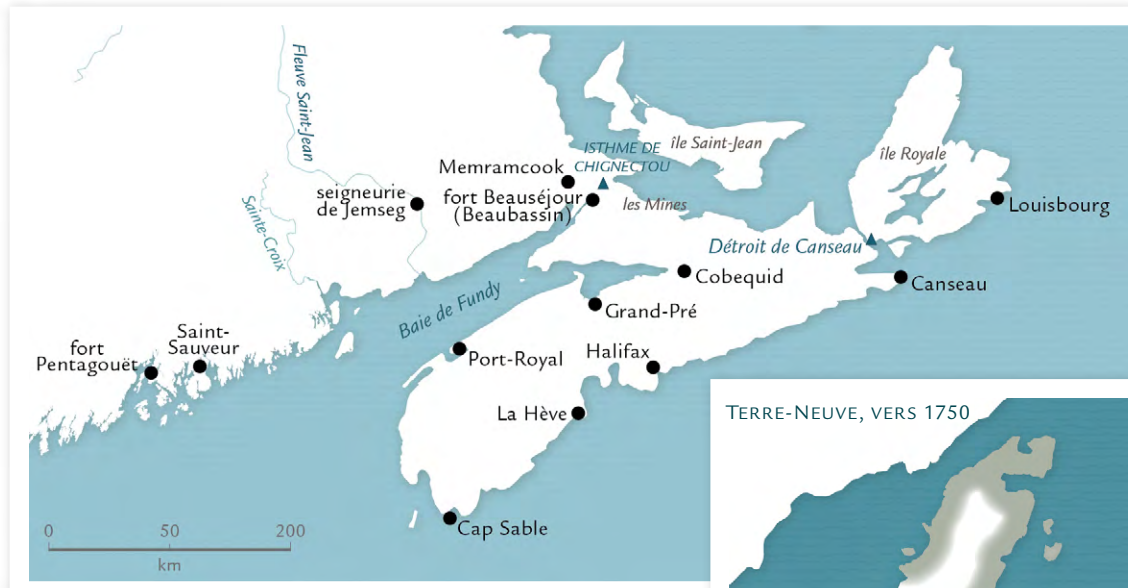 Fleuve Saint-Jean
Sainte-Croix
seigneurie
de Jemseg
Memramcook
fort Beauséjour
(Beaubassin)
ISTHME DE
CHIGNECTOU
île Saint-Jean
les Mines
île Royale
Louisbourg
Détroit de Canseau
Canseau
Cobequid
Grand-Pré
Baie de Fundy
Port-Royal
Halifax
La Hève
Cap Sable
fort
Pentagouët
Saint-
Sauveur
0 50 200
km
TERRE-NEUVE, VERS 1750